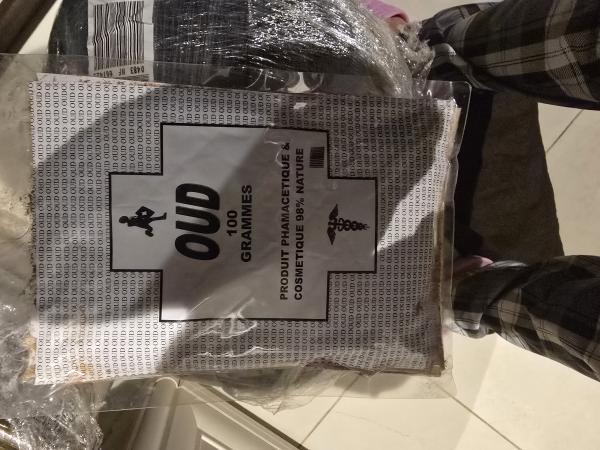 OUD
100
GRAMMES
PRODUIT PHAMACETIQUE &
COSMETIQUE 98% NATURE